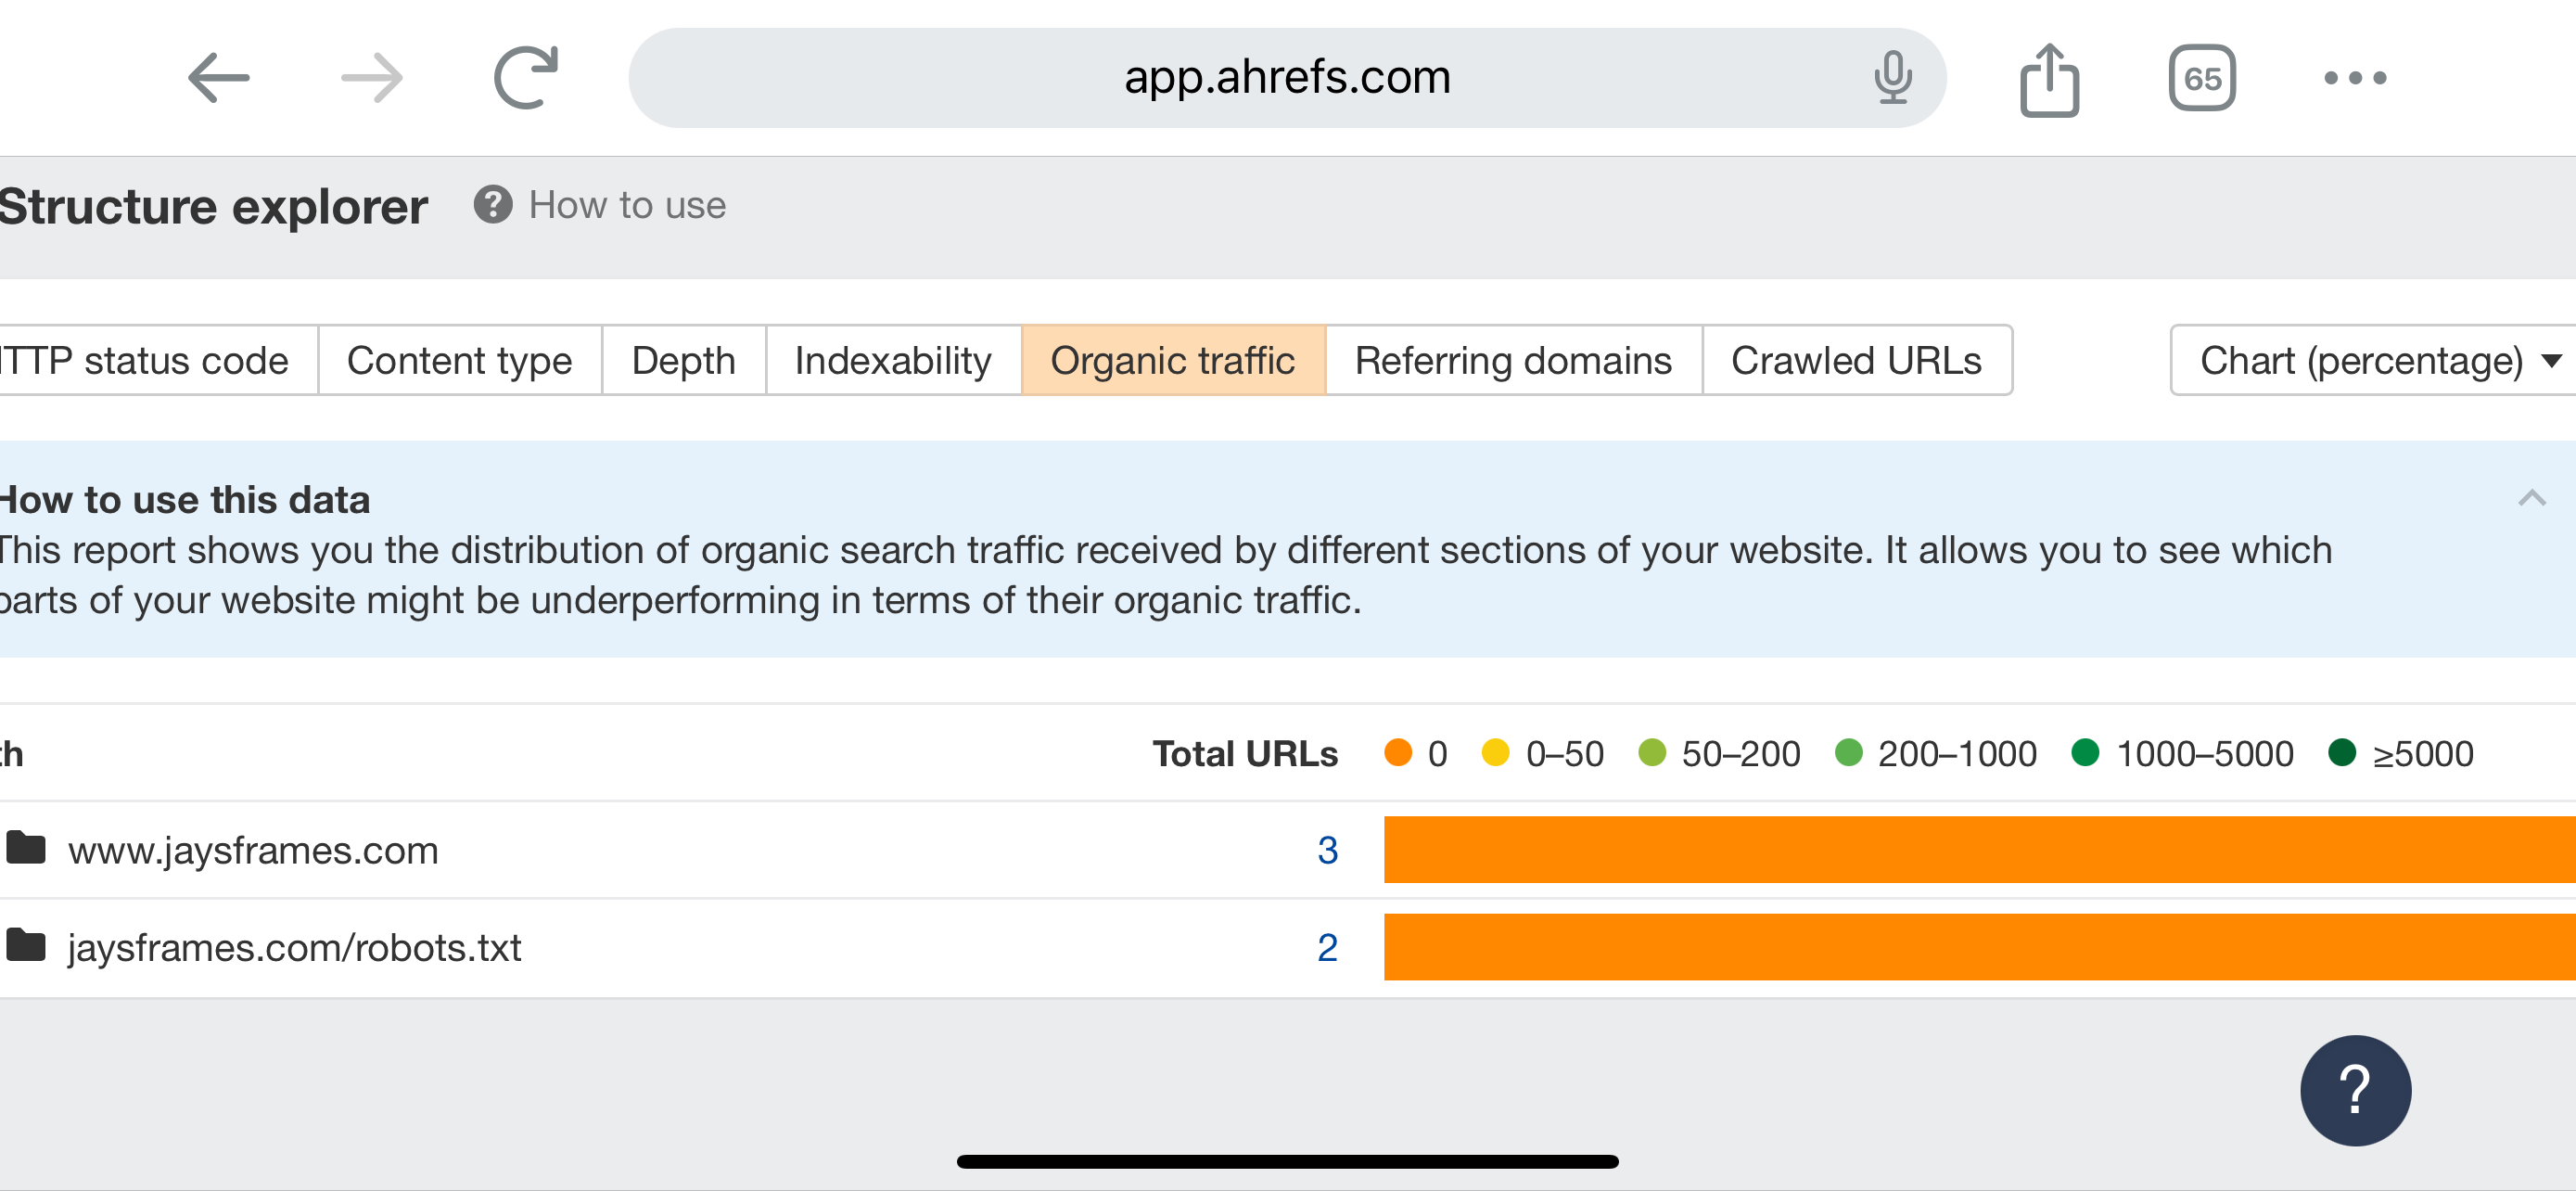 app.ahrefs.com
65
Structure explorer ? How to use
TTP status code Content type Depth Indexability Organic traffic Referring domains Crawled URLs Chart (percentage)
How to use this data
This report shows you the distribution of organic search traffic received by different sections of your website. It allows you to see which
parts of your website might be underperforming in terms of their organic traffic.
th Total URLs 0 0–50 50–200 200–1000 1000–5000 ≥5000
www.jaysframes.com 3
jaysframes.com/robots.txt 2
?